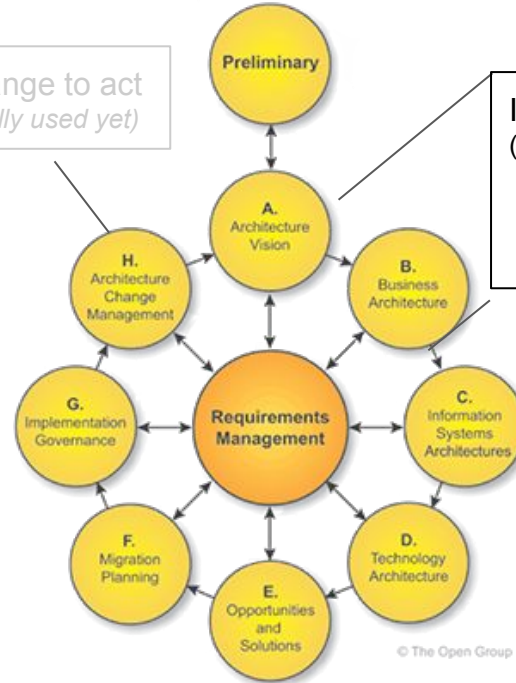 Preliminary
nge to act
lly used yet)
I
(
A.
Architecture
Vision
H.
Architecture
Change
Management
B.
Business
Architecture
G.
Implementation
Governance
Requirements
Management
C.
Information
Systems
Architectures
F.
Migration
Planning
D.
Technology
Architecture
E.
Opportunities
and
Solutions
© The Open Group